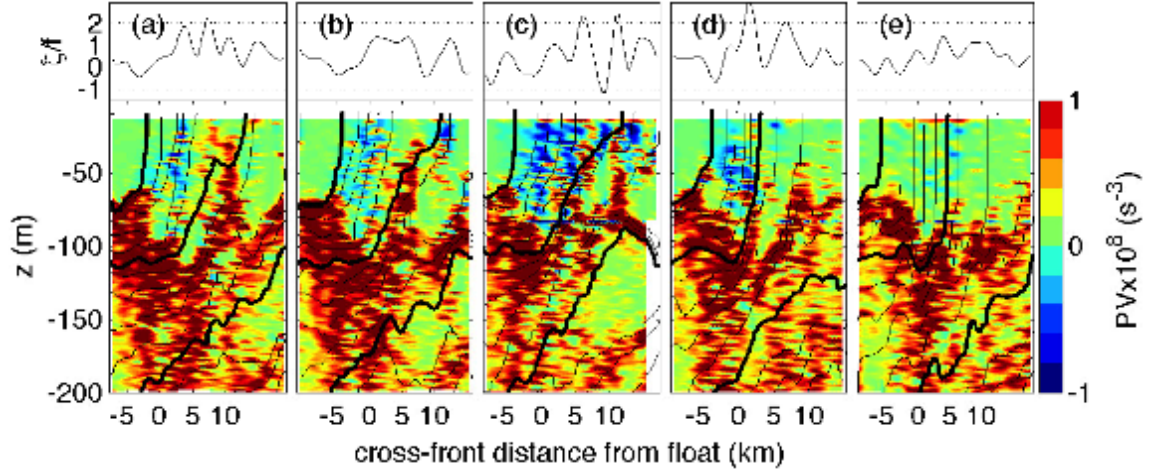 (a) (b) (c) (d) (e)
ζ/f
2
1
0
-1
z (m)
-50
-100
-150
-200
-5 0 5 10 -5 0 5 10 -5 0 5 10 -5 0 5 10 -5 0 5 10
cross-front distance from float (km)
1
0
-1
PVx10⁸ (s⁻³)